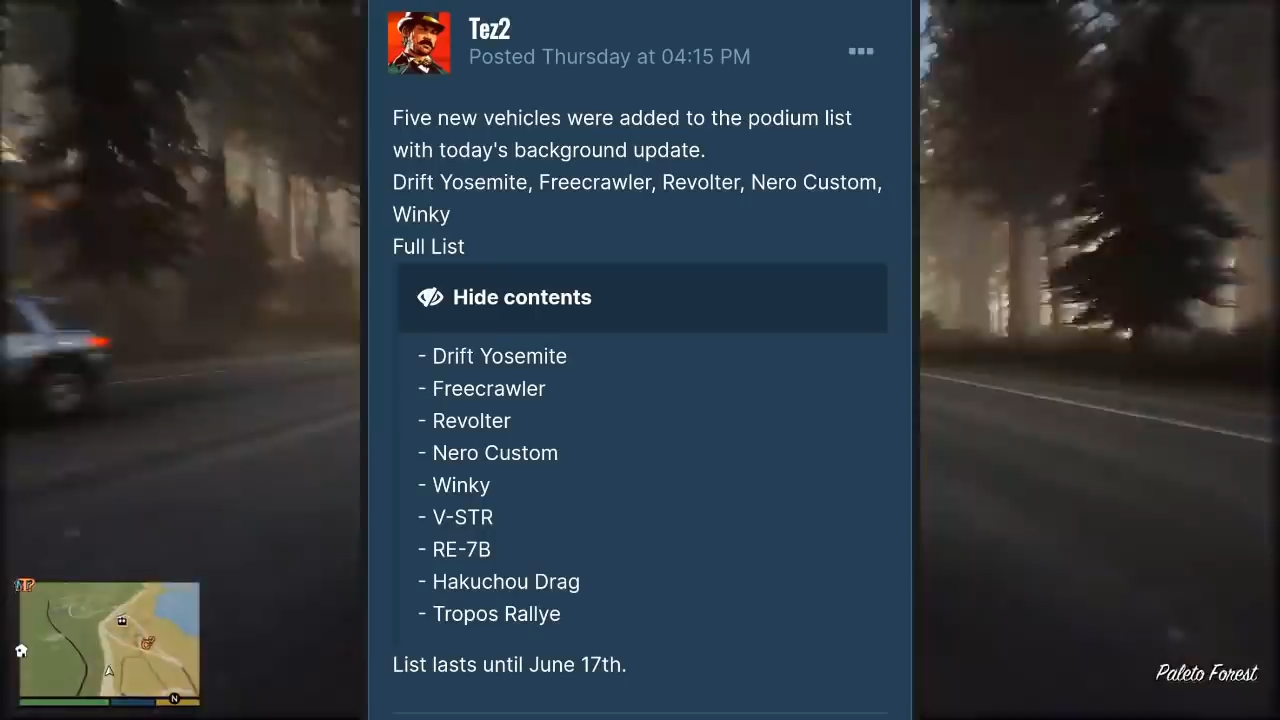 Tez2
Posted Thursday at 04:15 PM
Five new vehicles were added to the podium list
with today's background update.
Drift Yosemite, Freecrawler, Revolter, Nero Custom,
Winky
Full List
Hide contents
- Drift Yosemite
- Freecrawler
- Revolter
- Nero Custom
- Winky
- V-STR
- RE-7B
- Hakuchou Drag
- Tropos Rallye
List lasts until June 17th.
N
Paleto Forest